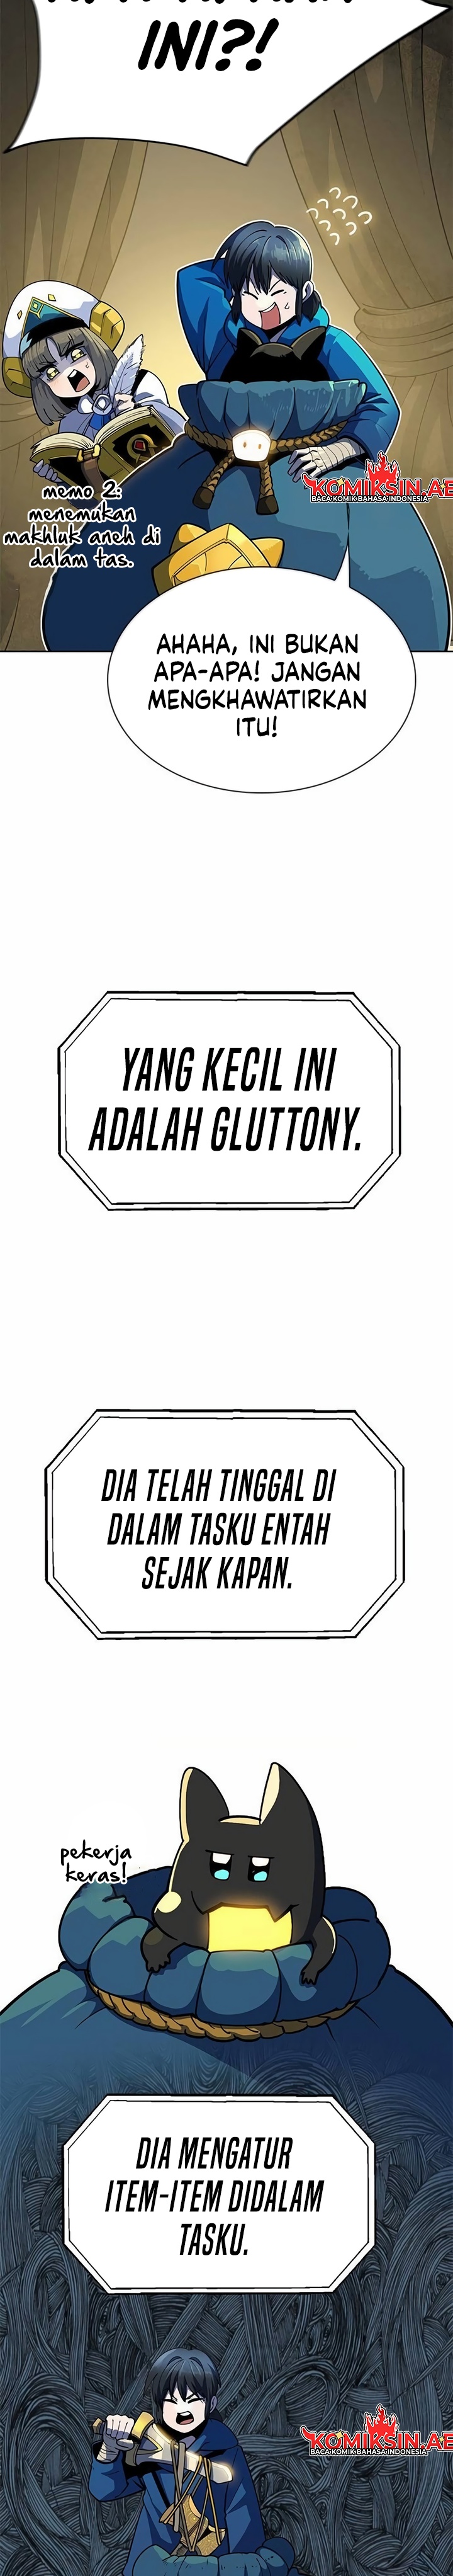 INI?!
memo 2:
menemukan
makhluk aneh di
dalam tas.
KOMIKSIN.AE
BACA KOMIK BAHASA INDONESIA
AHAHA, INI BUKAN
APA-APA! JANGAN
MENGKHAWATIRKAN
ITU!
YANG KECIL INI
ADALAH GLUTTONY.
DIA TELAH TINGGAL DI
DALAM TASKU ENTAH
SEJAK KAPAN.
pekerja
keras!
DIA MENGATUR
ITEM-ITEM DIDALAM
TASKU.
KOMIKSIN.AE
BACA KOMIK BAHASA INDONESIA